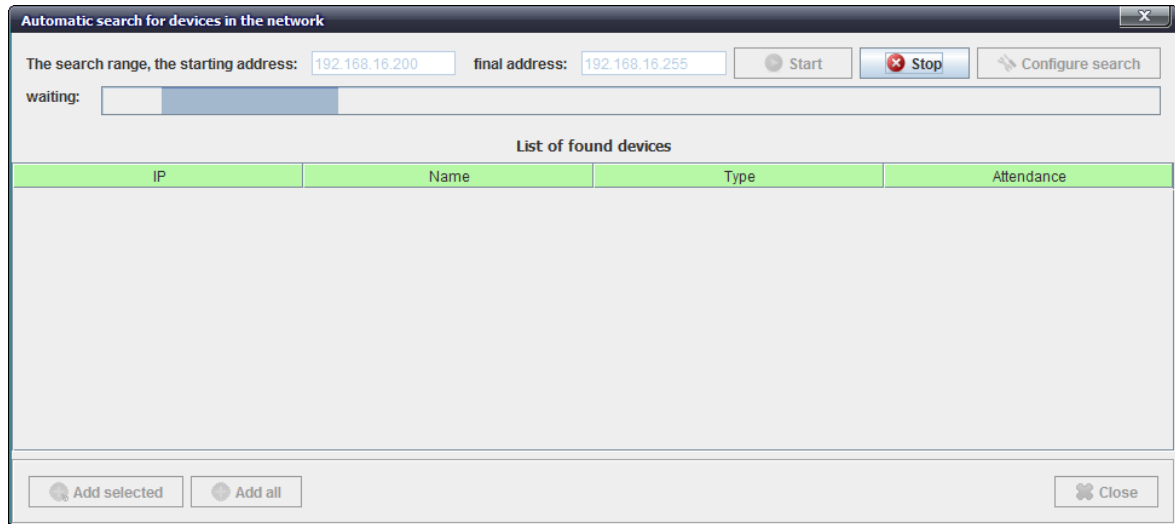 Automatic search for devices in the network
x
The search range, the starting address: 192.168.16.200 final address: 192.168.16.255 Start Stop Configure search
waiting:
List of found devices
IP Name Type Attendance
Add selected Add all Close